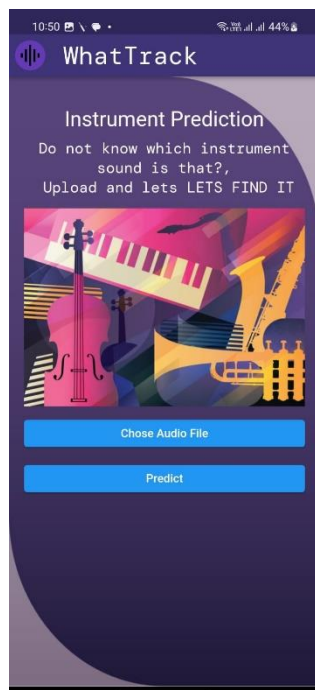 10:50 44%
WhatTrack
Instrument Prediction
Do not know which instrument
sound is that?,
Upload and lets LETS FIND IT
Chose Audio File
Predict